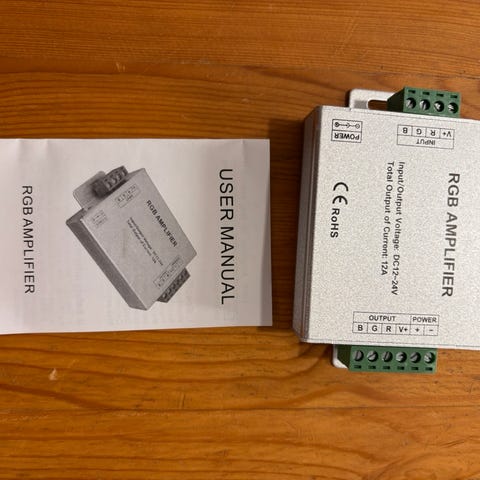 USER MANUAL
RGB AMPLIFIER
RGB AMPLIFIER
RGB AMPLIFIER
Input/Output Voltage: DC12~24V
Total Output of Current: 12A
CE RoHS
POWER
INPUT
B G R V+
OUTPUT POWER
B G R V+ + −